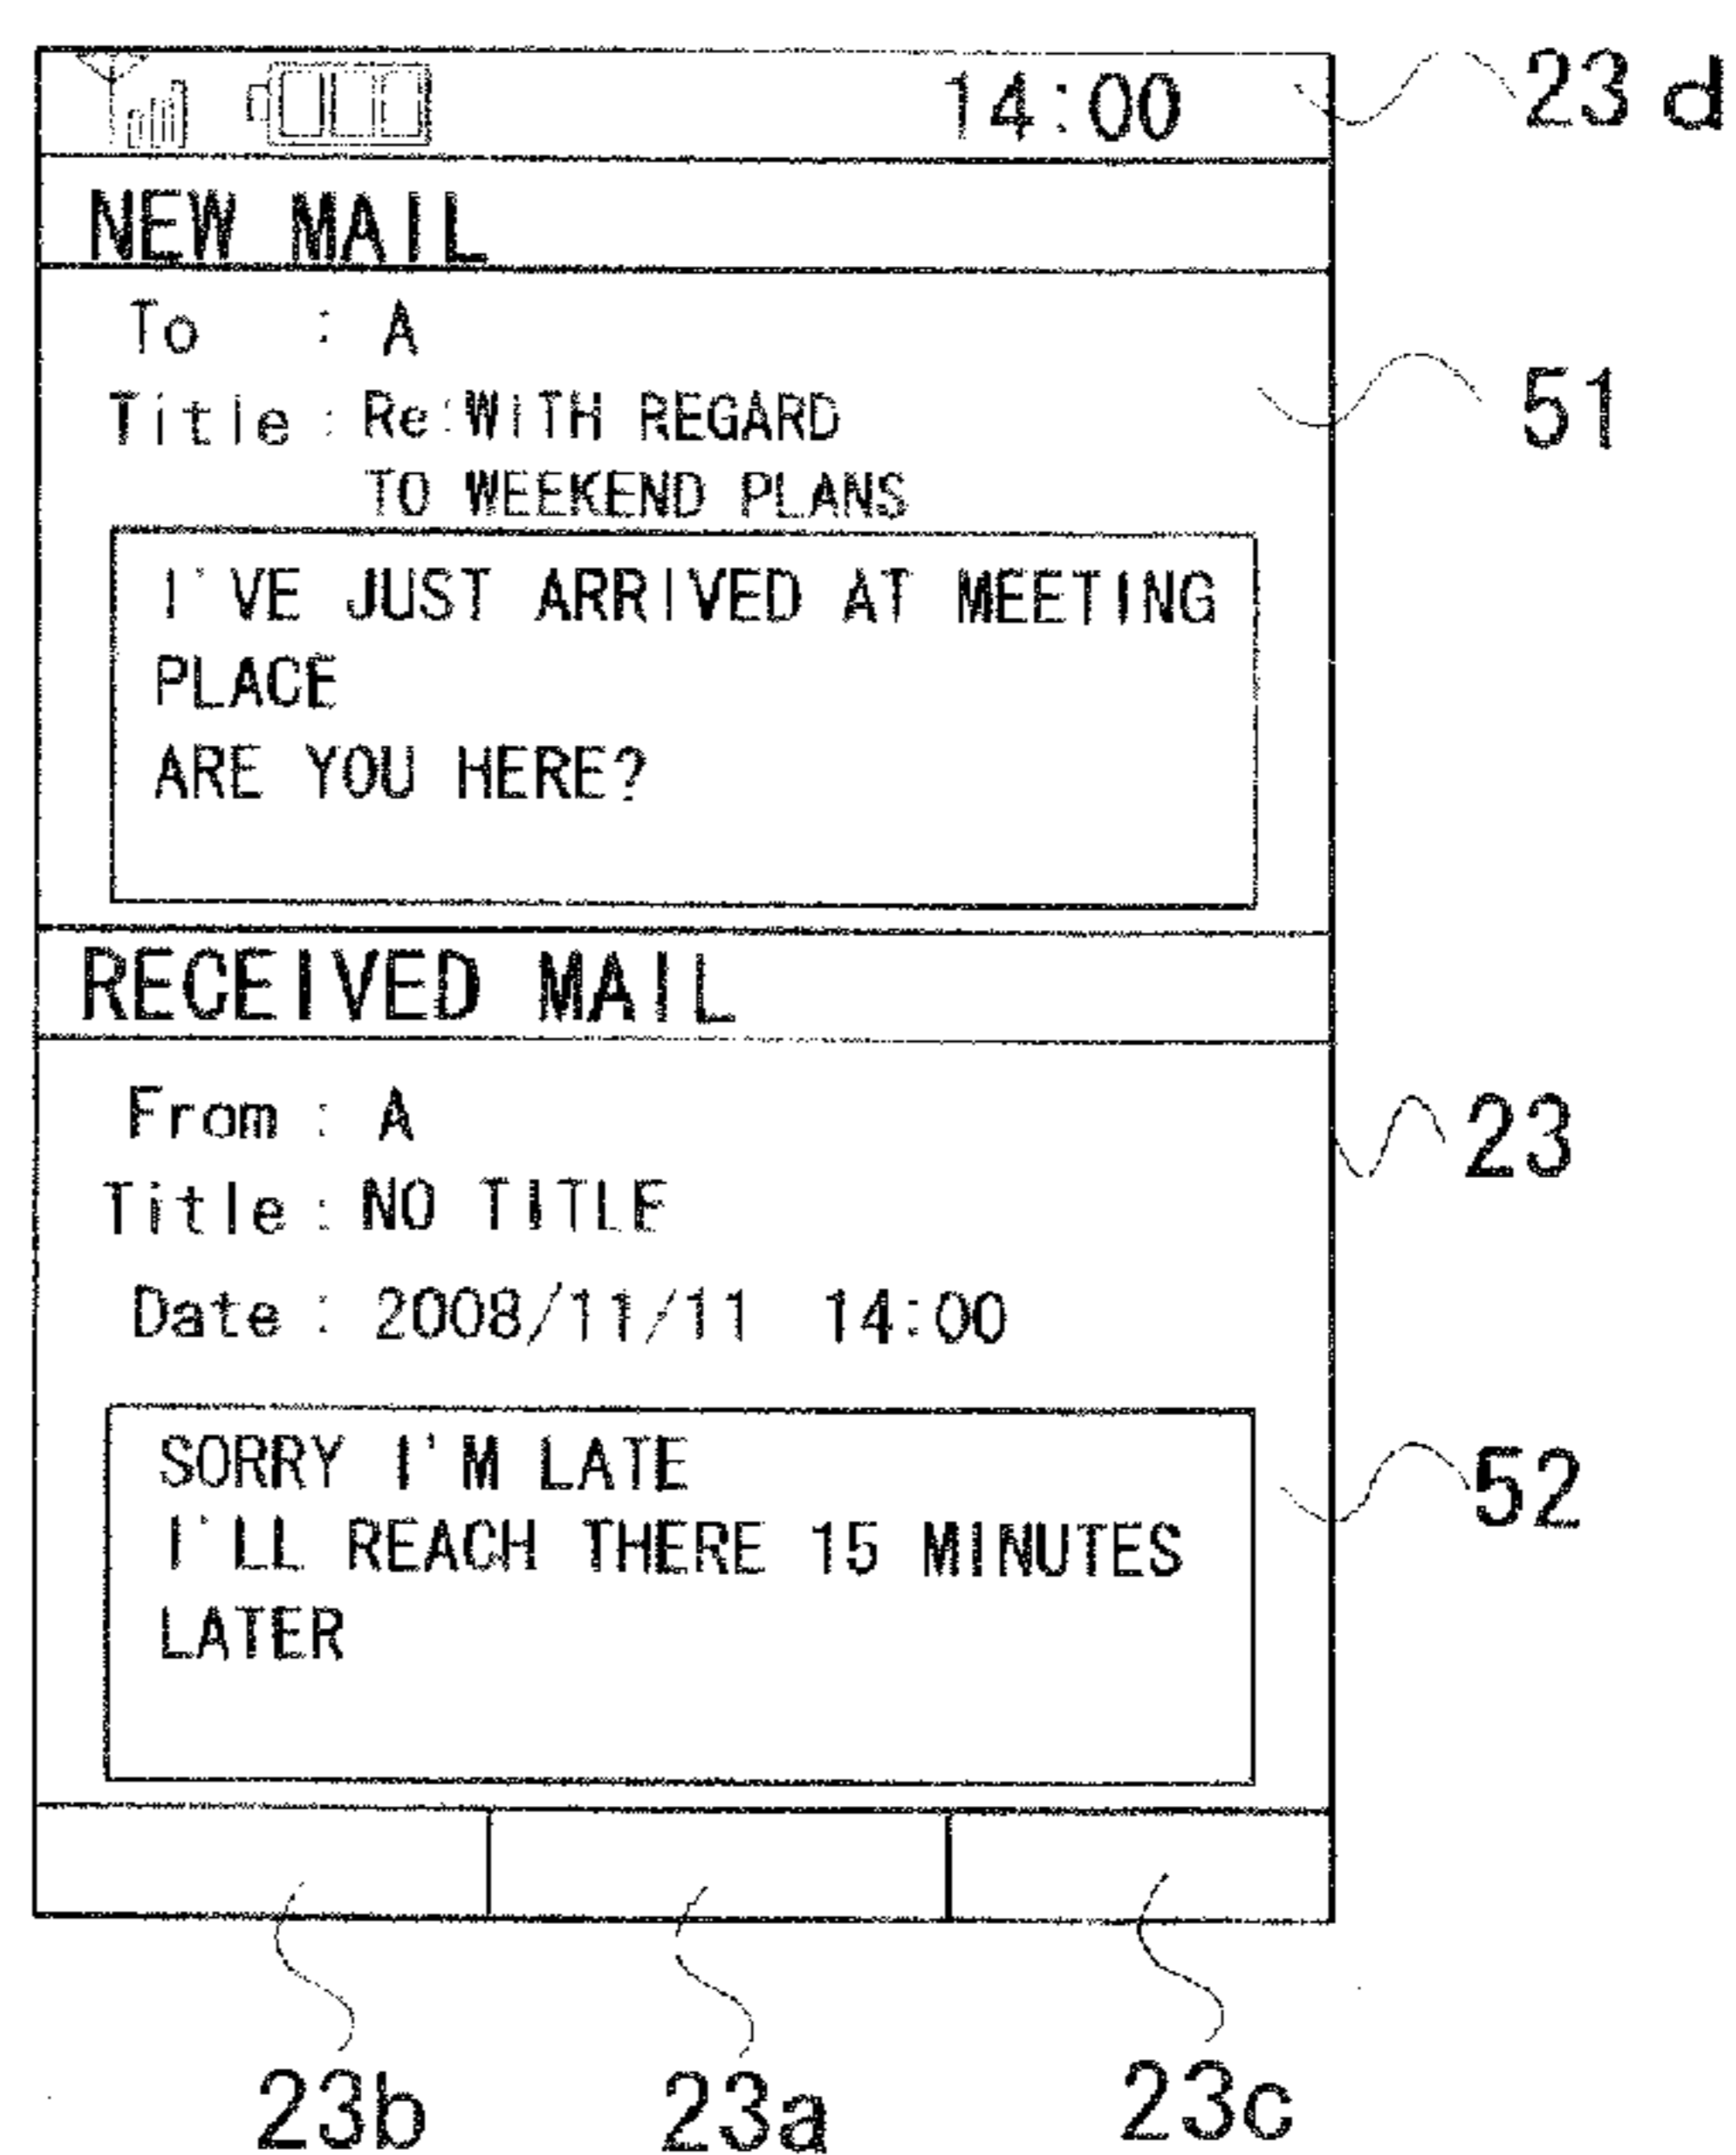 14:00 23d
NEW MAIL
To : A
Title : Re:WITH REGARD
TO WEEKEND PLANS
51
I'VE JUST ARRIVED AT MEETING
PLACE
ARE YOU HERE?
RECEIVED MAIL
From : A
23
Title : NO TITLE
Date : 2008/11/11 14:00
SORRY I'M LATE
52
I'LL REACH THERE 15 MINUTES
LATER
23b 23a 23c